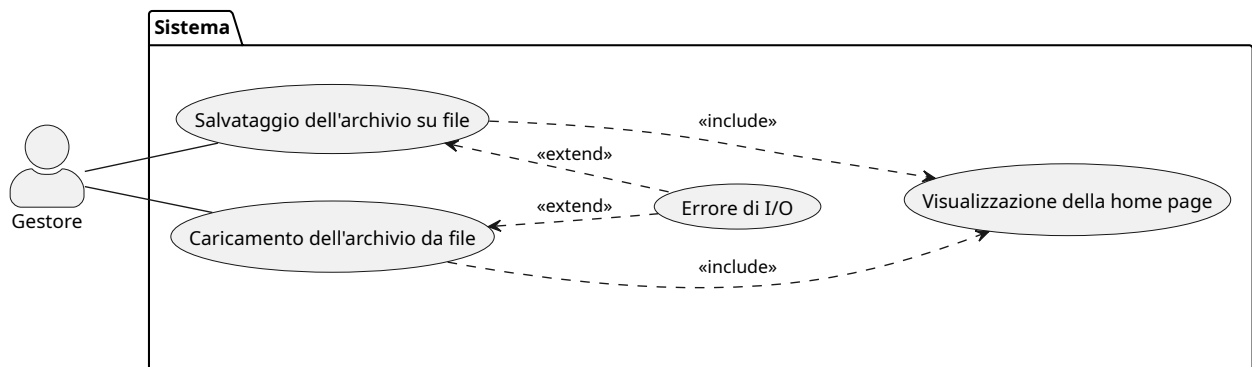 Sistema
Salvataggio dell'archivio su file
«include»
«extend»
Errore di I/O
Visualizzazione della home page
«extend»
Gestore
Caricamento dell'archivio da file
«include»